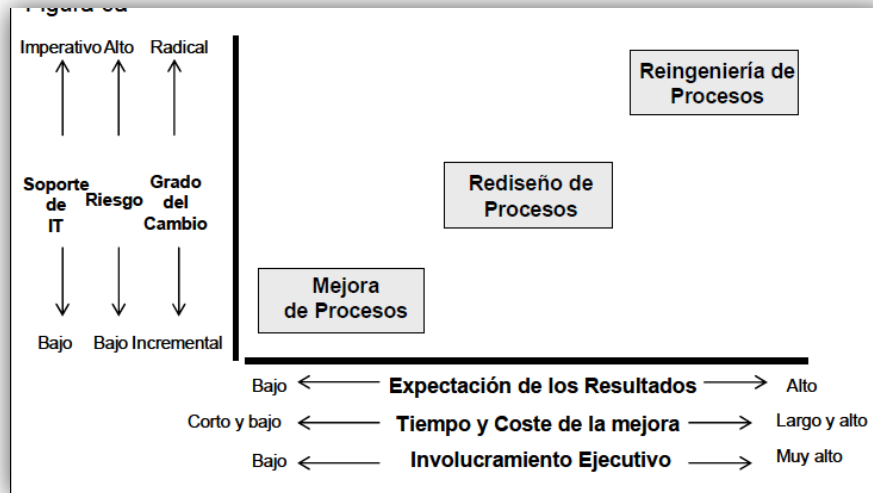 Imperativo Alto Radical
Reingeniería de
Procesos
Soporte
de
IT
Riesgo
Grado
del
Cambio
Rediseño de
Procesos
Mejora
de Procesos
Bajo Bajo Incremental
Bajo Expectación de los Resultados Alto
Corto y bajo Tiempo y Coste de la mejora Largo y alto
Bajo Involucramiento Ejecutivo Muy alto